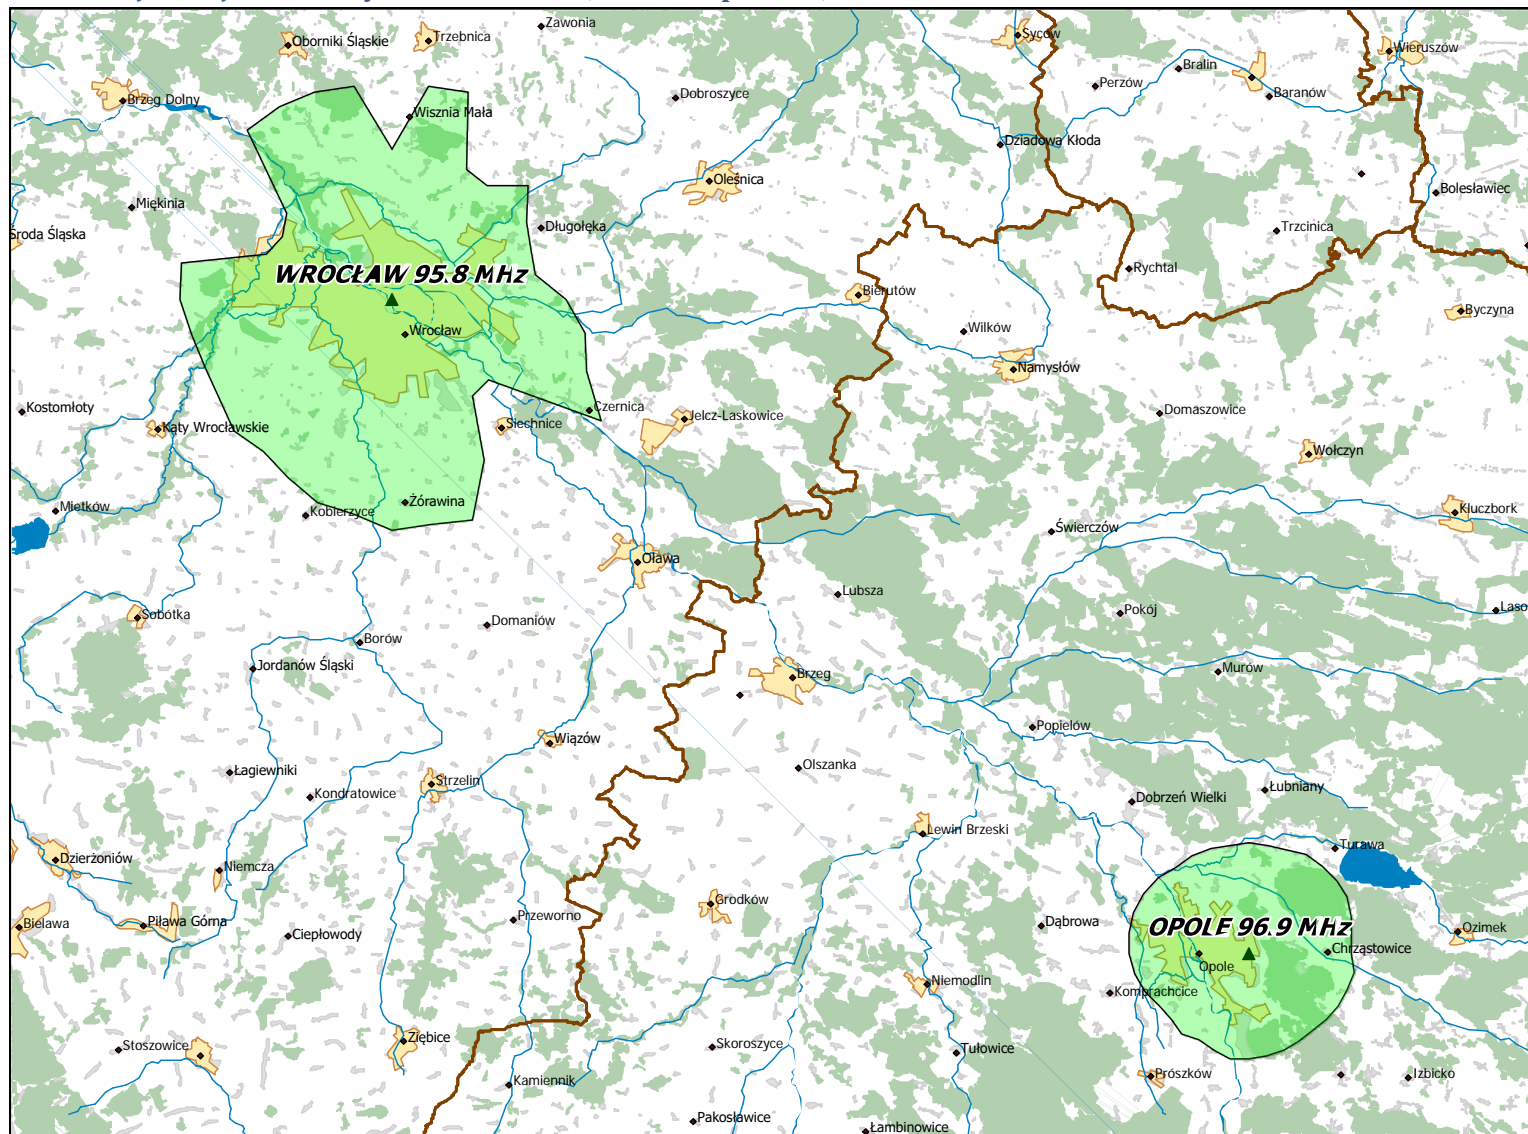 Zawonia
Oborniki Śląskie
Trzebnica
Syców
Wieruszów
Bralin
Perzów
Baranów
Brzeg Dolny
Dobroszyce
Wisznia Mała
Dziadowa Kłoda
Oleśnica
Bolesławiec
Miękinia
Długołęka
Trzcinica
Środa Śląska
Rychtal
WROCŁAW 95.8 MHz
Bierutów
Byczyna
Wrocław
Wilków
Namysłów
Kostomłoty
Czernica
Jelcz-Laskowice
Domaszowice
Kąty Wrocławskie
Siechnice
Wołczyn
Mietków
Żórawina
Kobierzyce
Kluczbork
Świerczów
Oława
Lubsza
Sobótka
Pokój
Laso
Domaniów
Borów
Jordanów Śląski
Murów
Brzeg
Popielów
Wiązów
Łagiewniki
Olszanka
Strzelin
Kondratowice
Łubniany
Dobrzeń Wielki
Lewin Brzeski
Turawa
Dzierżoniów
Niemcza
Grodków
Bielawa
Piława Górna
Przeworno
Dąbrowa
OPOLE 96.9 MHz
Ozimek
Ciepłowody
Chrząstowice
Opole
Niemodlin
Komprachcice
Ziębice
Stoszowice
Skoroszyce
Tułowice
Prószków
Izbicko
Kamiennik
Pakosławice
Łambinowice